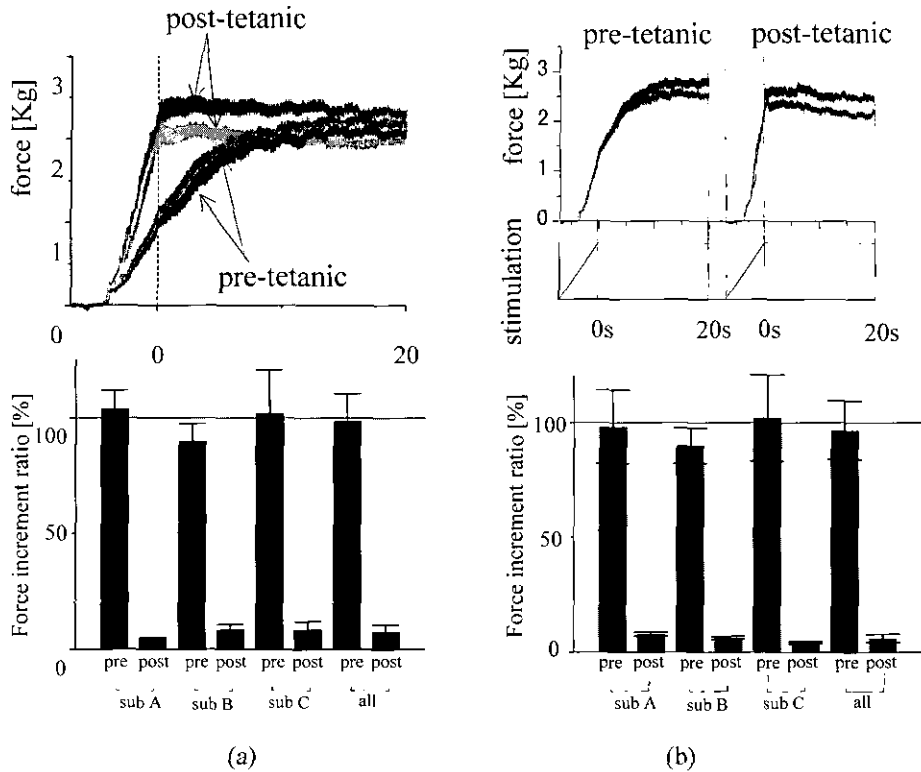 post-tetanic
3
2
1
0
force [Kg]
pre-tetanic
0
20
100
50
0
Force increment ratio [%]
pre post pre post pre post pre post
sub A sub B sub C all
(a)
pre-tetanic post-tetanic
3
2
1
0
force [Kg]
stimulation
0s 20s 0s 20s
100
50
0
Force increment ratio [%]
pre post pre post pre post pre post
sub A sub B sub C all
(b)